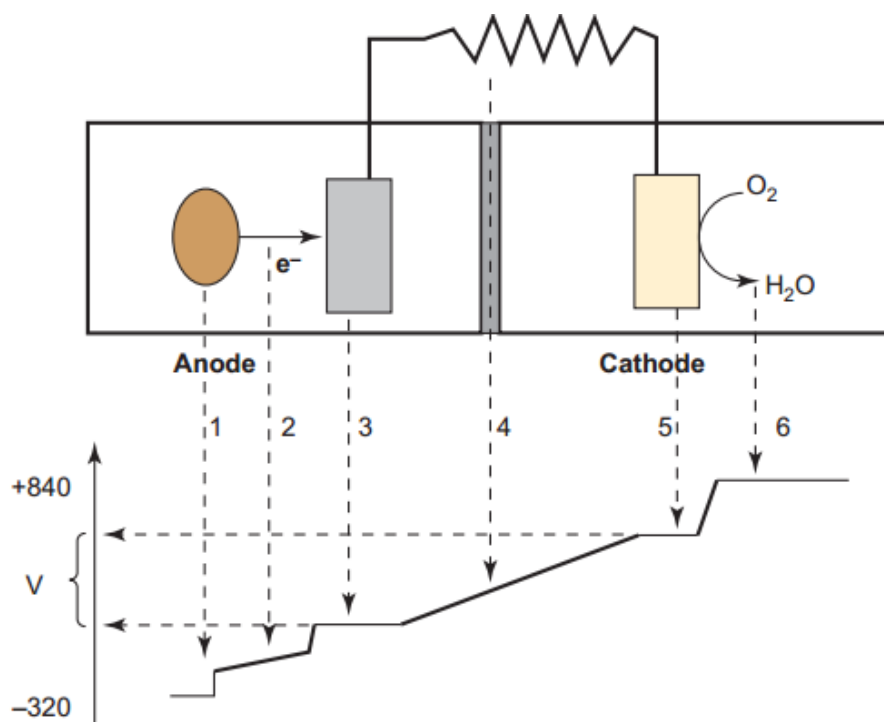 O₂
e⁻
H₂O
Anode
Cathode
1 2 3 4 5 6
+840
V
–320